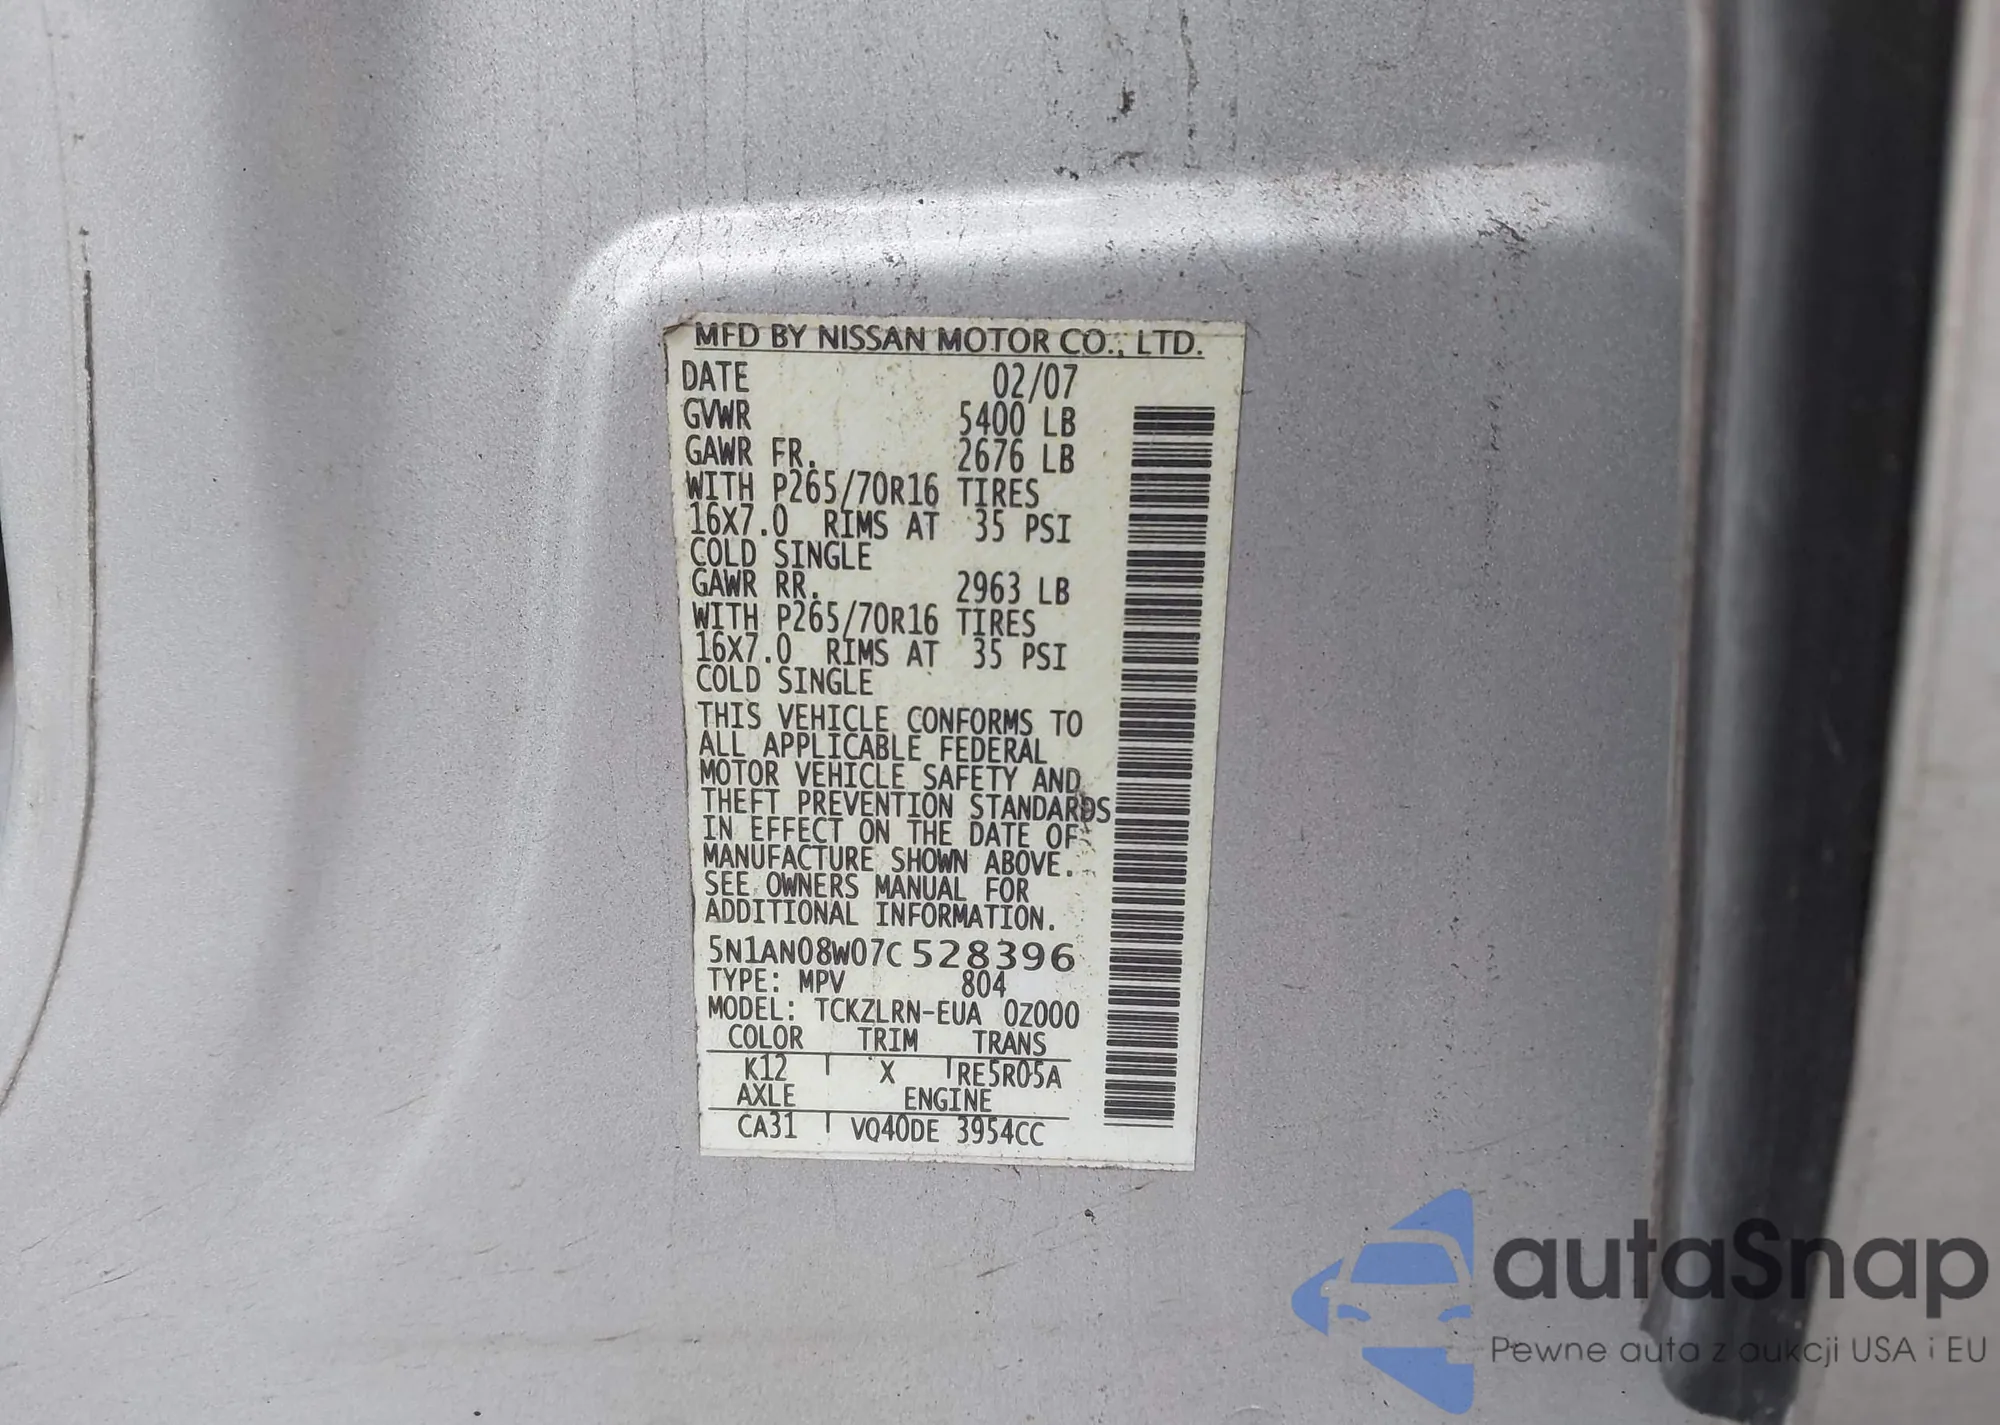 MFD BY NISSAN MOTOR CO., LTD.
DATE 02/07
GVWR 5400 LB
GAWR FR. 2676 LB
WITH P265/70R16 TIRES
16X7.0 RIMS AT 35 PSI
COLD SINGLE
GAWR RR. 2963 LB
WITH P265/70R16 TIRES
16X7.0 RIMS AT 35 PSI
COLD SINGLE
THIS VEHICLE CONFORMS TO
ALL APPLICABLE FEDERAL
MOTOR VEHICLE SAFETY AND
THEFT PREVENTION STANDARDS
IN EFFECT ON THE DATE OF
MANUFACTURE SHOWN ABOVE.
SEE OWNERS MANUAL FOR
ADDITIONAL INFORMATION.
5N1AN08W07C528396
TYPE: MPV 804
MODEL: TCKZLRN-EUA 0Z000
COLOR TRIM TRANS
K12 X RE5R05A
AXLE ENGINE
CA31 VQ40DE 3954CC
autaSnap
Pewne auta z aukcji USA i EU